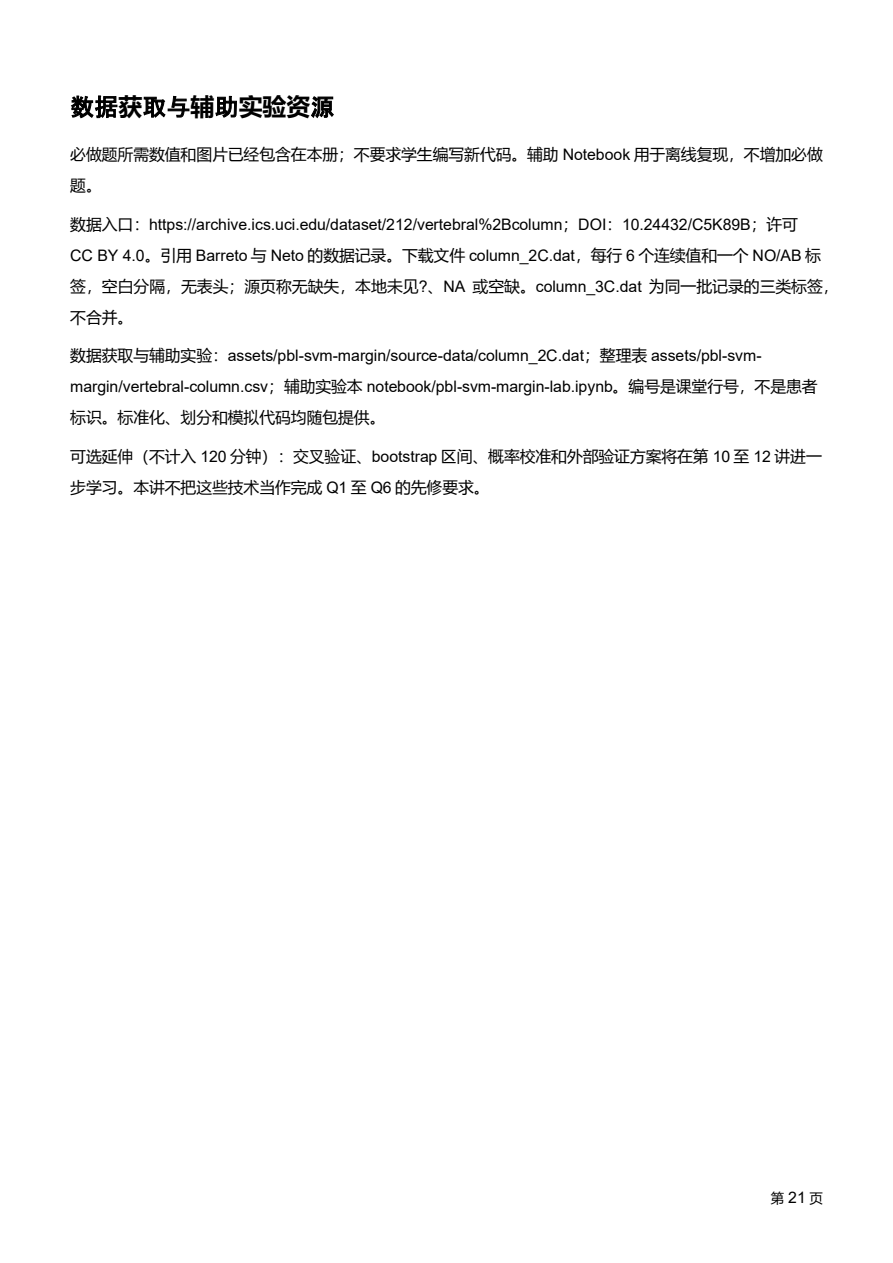 数据获取与辅助实验资源
必做题所需数值和图片已经包含在本册；不要求学生编写新代码。辅助 Notebook 用于离线复现，不增加必做
题。
数据入口：https://archive.ics.uci.edu/dataset/212/vertebral%2Bcolumn；DOI：10.24432/C5K89B；许可
CC BY 4.0。引用 Barreto 与 Neto 的数据记录。下载文件 column_2C.dat，每行 6 个连续值和一个 NO/AB 标
签，空白分隔，无表头；源页称无缺失，本地未见?、NA 或空缺。column_3C.dat 为同一批记录的三类标签，
不合并。
数据获取与辅助实验：assets/pbl-svm-margin/source-data/column_2C.dat；整理表 assets/pbl-svm-
margin/vertebral-column.csv；辅助实验本 notebook/pbl-svm-margin-lab.ipynb。编号是课堂行号，不是患者
标识。标准化、划分和模拟代码均随包提供。
可选延伸（不计入 120 分钟）：交叉验证、bootstrap 区间、概率校准和外部验证方案将在第 10 至 12 讲进一
步学习。本讲不把这些技术当作完成 Q1 至 Q6 的先修要求。
第 21 页